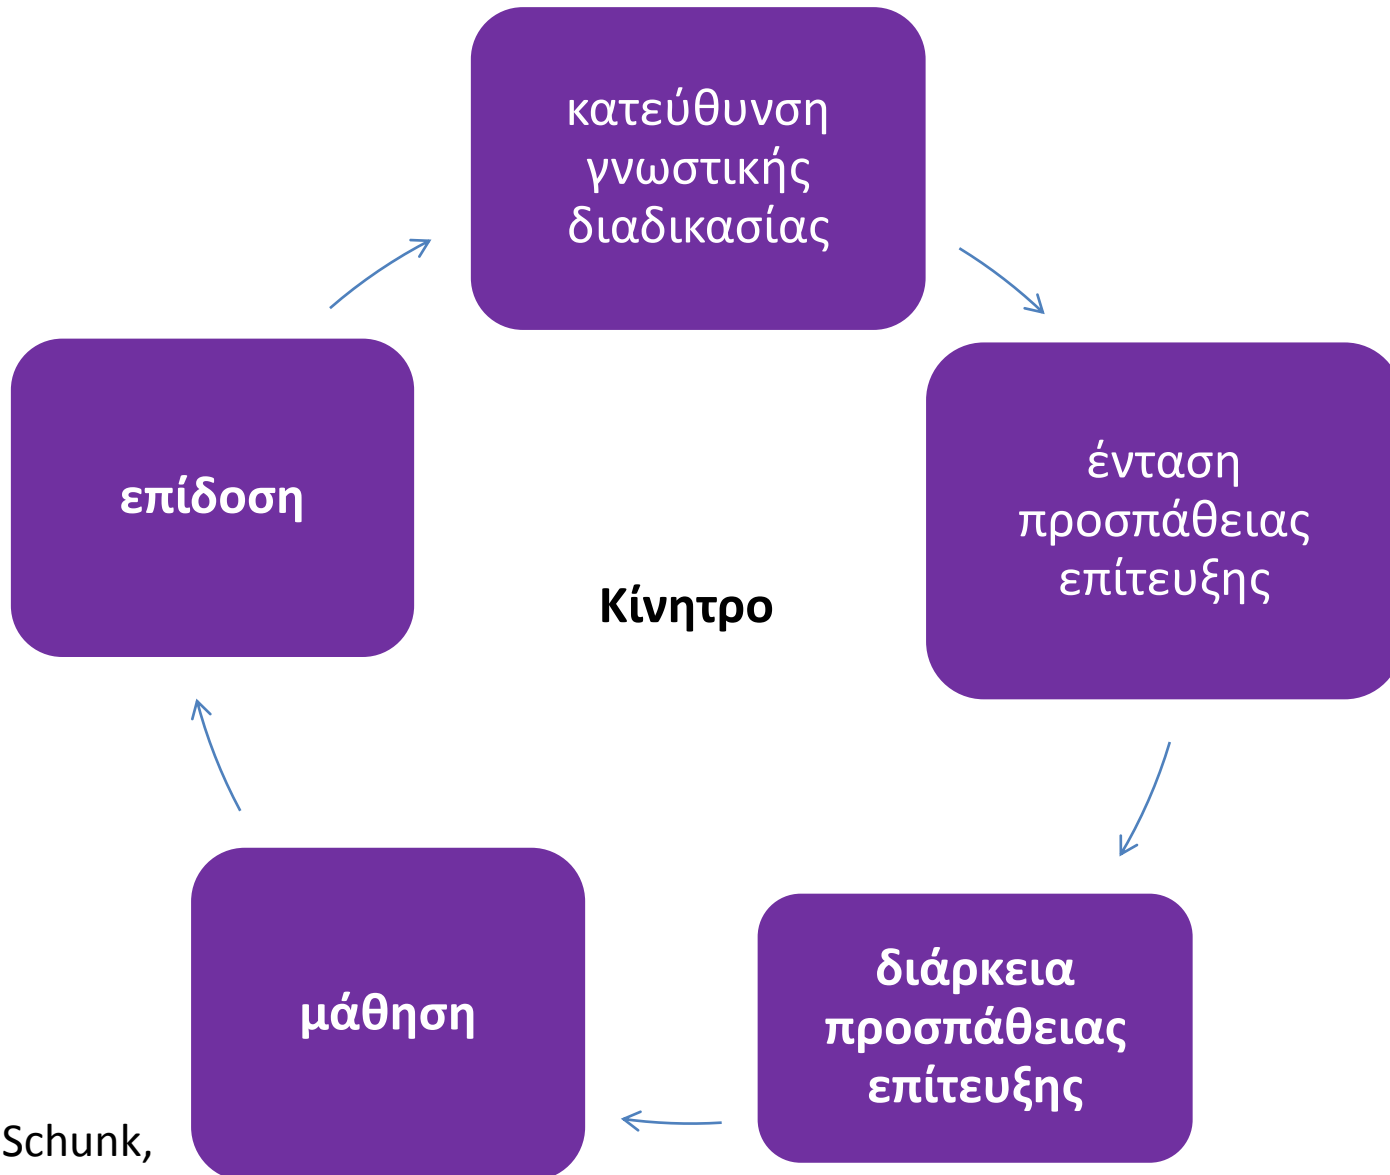 κατεύθυνση
γνωστικής
διαδικασίας
ένταση
προσπάθειας
επίτευξης
διάρκεια
προσπάθειας
επίτευξης
μάθηση
επίδοση
Κίνητρο
Schunk,